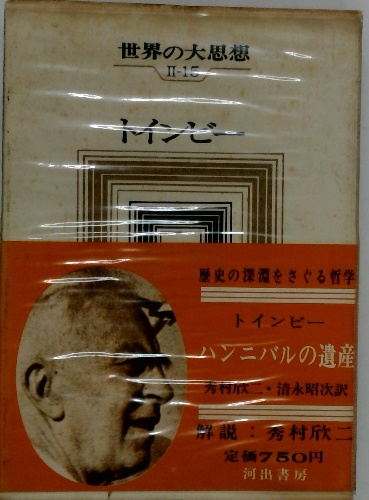 世界の大思想
II-15
トインビー
歴史の深淵をさぐる哲学
トインビー
ハンニバルの遺産
秀村欣二・清永昭次訳
解説：秀村欣二
定価750円
河出書房